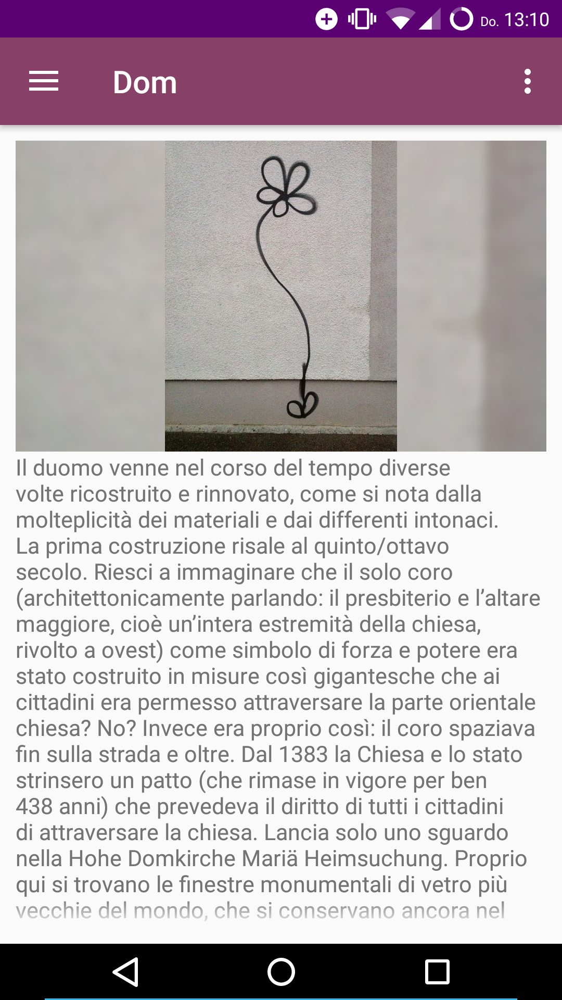 Do. 13:10
Dom
Il duomo venne nel corso del tempo diverse
volte ricostruito e rinnovato, come si nota dalla
molteplicità dei materiali e dai differenti intonaci.
La prima costruzione risale al quinto/ottavo
secolo. Riesci a immaginare che il solo coro
(architettonicamente parlando: il presbiterio e l’altare
maggiore, cioè un’intera estremità della chiesa,
rivolto a ovest) come simbolo di forza e potere era
stato costruito in misure così gigantesche che ai
cittadini era permesso attraversare la parte orientale
chiesa? No? Invece era proprio così: il coro spaziava
fin sulla strada e oltre. Dal 1383 la Chiesa e lo stato
strinsero un patto (che rimase in vigore per ben
438 anni) che prevedeva il diritto di tutti i cittadini
di attraversare la chiesa. Lancia solo uno sguardo
nella Hohe Domkirche Mariä Heimsuchung. Proprio
qui si trovano le finestre monumentali di vetro più
vecchie del mondo, che si conservano ancora nel